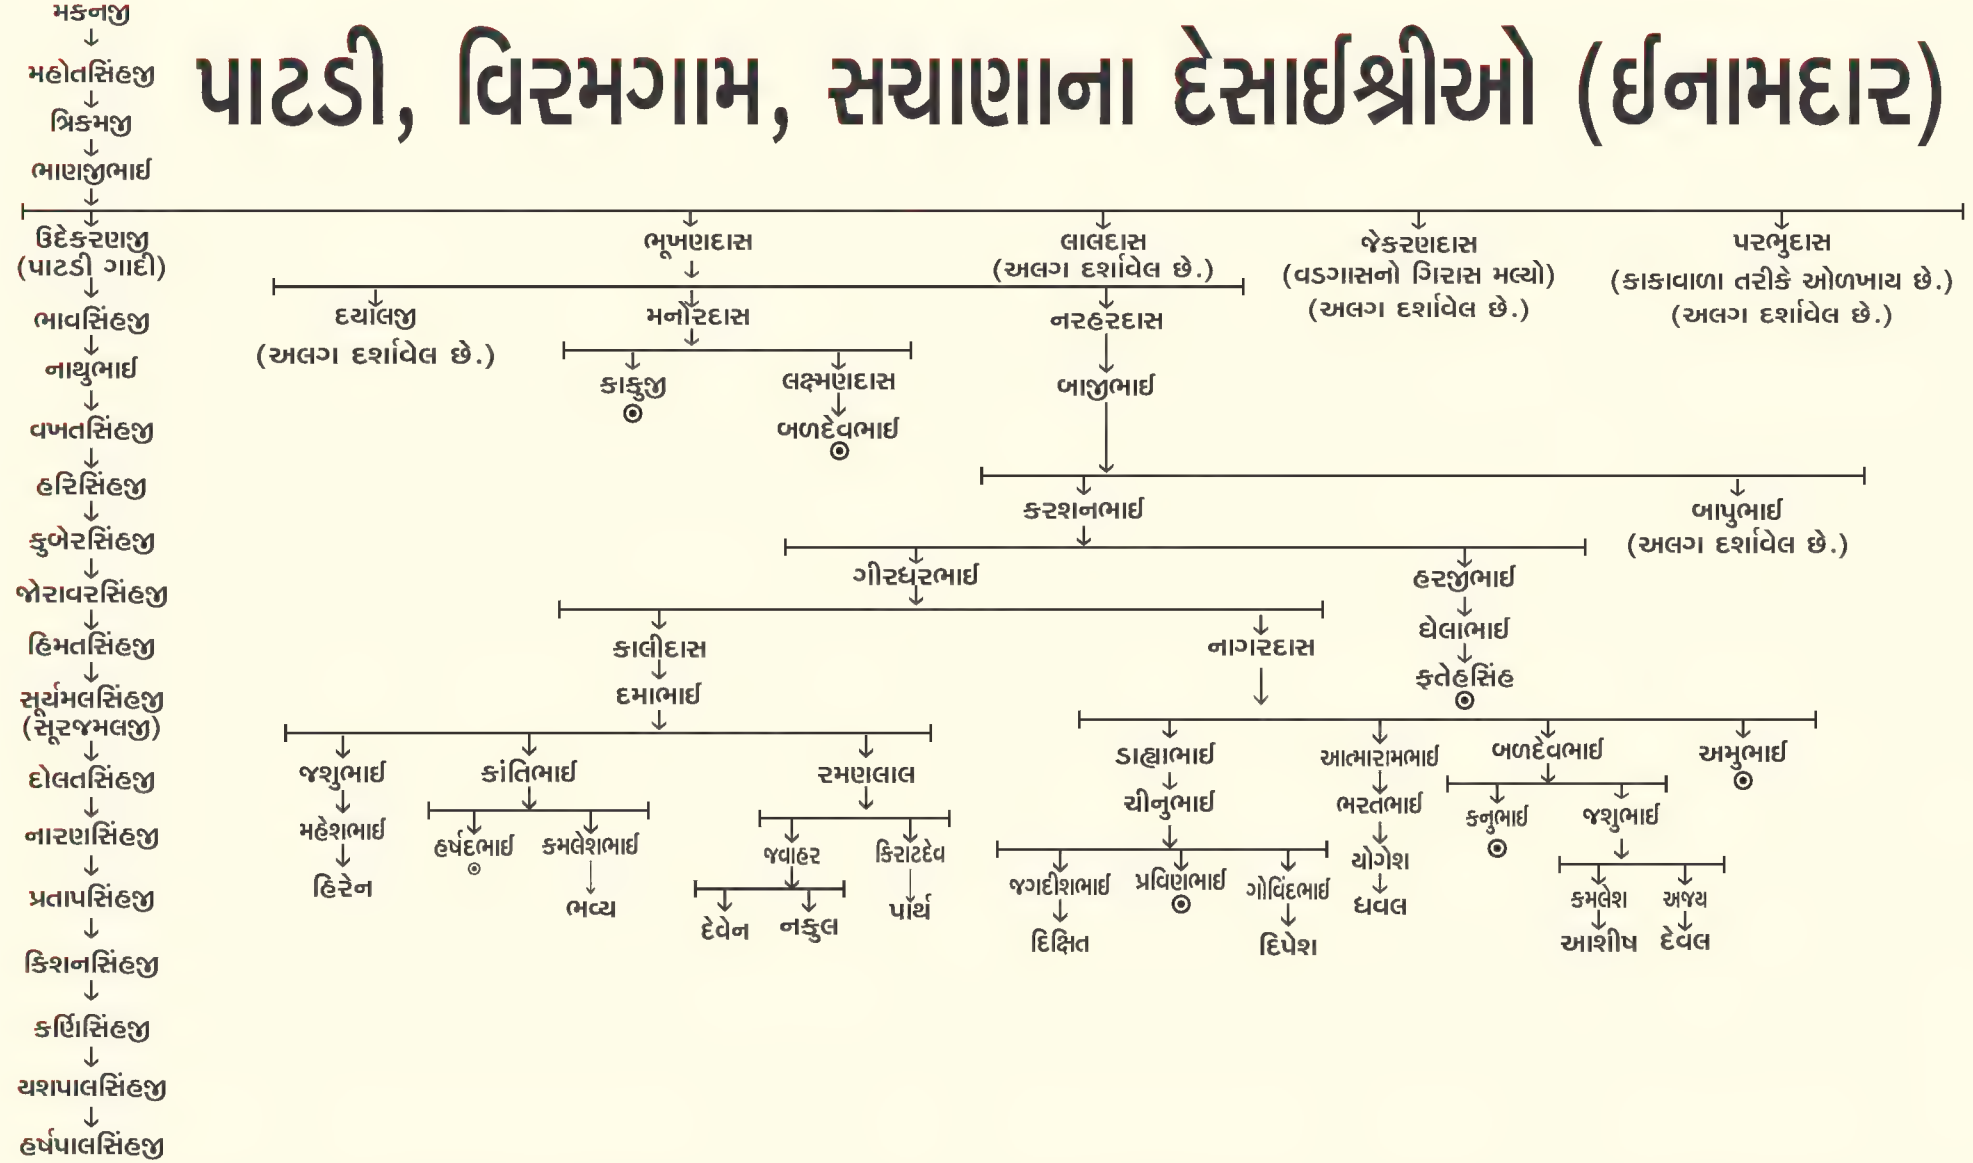 પાટડી, વિરમગામ, સચાણાના દેસાઈશ્રીઓ (ઈનામદાર)
મકનજી
મહોતસિંહજી
ત્રિકમજી
ભાણજીભાઈ
ઉદેકરણજી
(પાટડી ગાદી)
ભાવસિંહજી
નાથુભાઈ
વખતસિંહજી
હરિસિંહજી
કુબેરસિંહજી
જોરાવરસિંહજી
હિમતસિંહજી
સૂર્યમલસિંહજી
(સૂરજમલજી)
દોલતસિંહજી
નારણસિંહજી
પ્રતાપસિંહજી
કિશનસિંહજી
કર્ણિસિંહજી
યશપાલસિંહજી
હર્ષપાલસિંહજી
ભૂખણદાસ
લાલદાસ
(અલગ દર્શાવેલ છે.)
જેકરણદાસ
(વડગાસનો ગિરાસ મલ્યો)
(અલગ દર્શાવેલ છે.)
પરભુદાસ
(કાકાવાળા તરીકે ઓળખાય છે.)
(અલગ દર્શાવેલ છે.)
દયાલજી
(અલગ દર્શાવેલ છે.)
મનોરદાસ
નરહરદાસ
કાકુજી
લક્ષ્મણદાસ
બળદેવભાઈ
બાજીભાઈ
કરશનભાઈ
બાપુભાઈ
(અલગ દર્શાવેલ છે.)
ગીરધરભાઈ
હરજીભાઈ
ઘેલાભાઈ
ફતેહસિંહ
કાલીદાસ
નાગરદાસ
દમાભાઈ
જશુભાઈ
કાંતિભાઈ
રમણલાલ
મહેશભાઈ
હિરેન
હર્ષદભાઈ
કમલેશભાઈ
ભવ્ય
જવાહર
કિરાટદેવ
દેવેન
નકુલ
પાર્થ
ડાહ્યાભાઈ
આત્મારામભાઈ
બળદેવભાઈ
અમુભાઈ
ચીનુભાઈ
ભરતભાઈ
કનુભાઈ
જશુભાઈ
જગદીશભાઈ
પ્રવિણભાઈ
ગોવિંદભાઈ
યોગેશ
ધવલ
કમલેશ
અજય
દિક્ષિત
દિપેશ
આશીષ
દેવલ